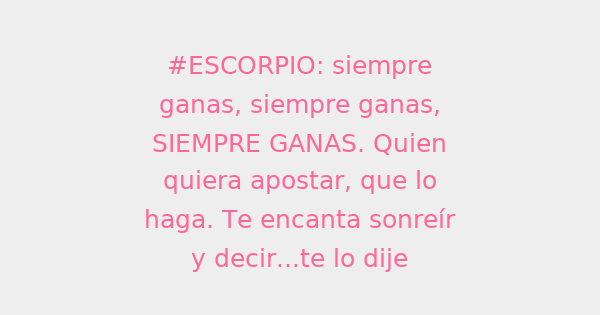 #ESCORPIO: siempre
ganas, siempre ganas,
SIEMPRE GANAS. Quien
quiera apostar, que lo
haga. Te encanta sonreír
y decir...te lo dije